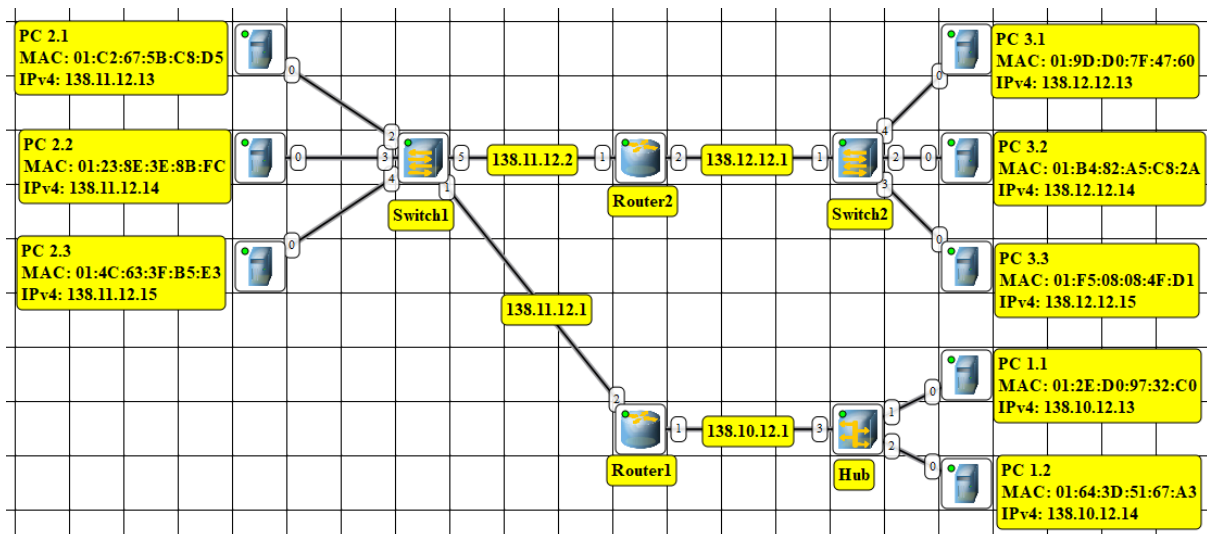 PC 2.1
MAC: 01:C2:67:5B:C8:D5
IPv4: 138.11.12.13
0
2
PC 2.2
MAC: 01:23:8E:3E:8B:FC
IPv4: 138.11.12.14
0
3
4
5
1
Switch1
138.11.12.2
1
2
Router2
138.12.12.1
1
4
2
3
Switch2
0
PC 3.1
MAC: 01:9D:D0:7F:47:60
IPv4: 138.12.12.13
0
PC 3.2
MAC: 01:B4:82:A5:C8:2A
IPv4: 138.12.12.14
PC 2.3
MAC: 01:4C:63:3F:B5:E3
IPv4: 138.11.12.15
0
0
PC 3.3
MAC: 01:F5:08:08:4F:D1
IPv4: 138.12.12.15
138.11.12.1
2
1
Router1
138.10.12.1
3
1
2
Hub
0
PC 1.1
MAC: 01:2E:D0:97:32:C0
IPv4: 138.10.12.13
0
PC 1.2
MAC: 01:64:3D:51:67:A3
IPv4: 138.10.12.14